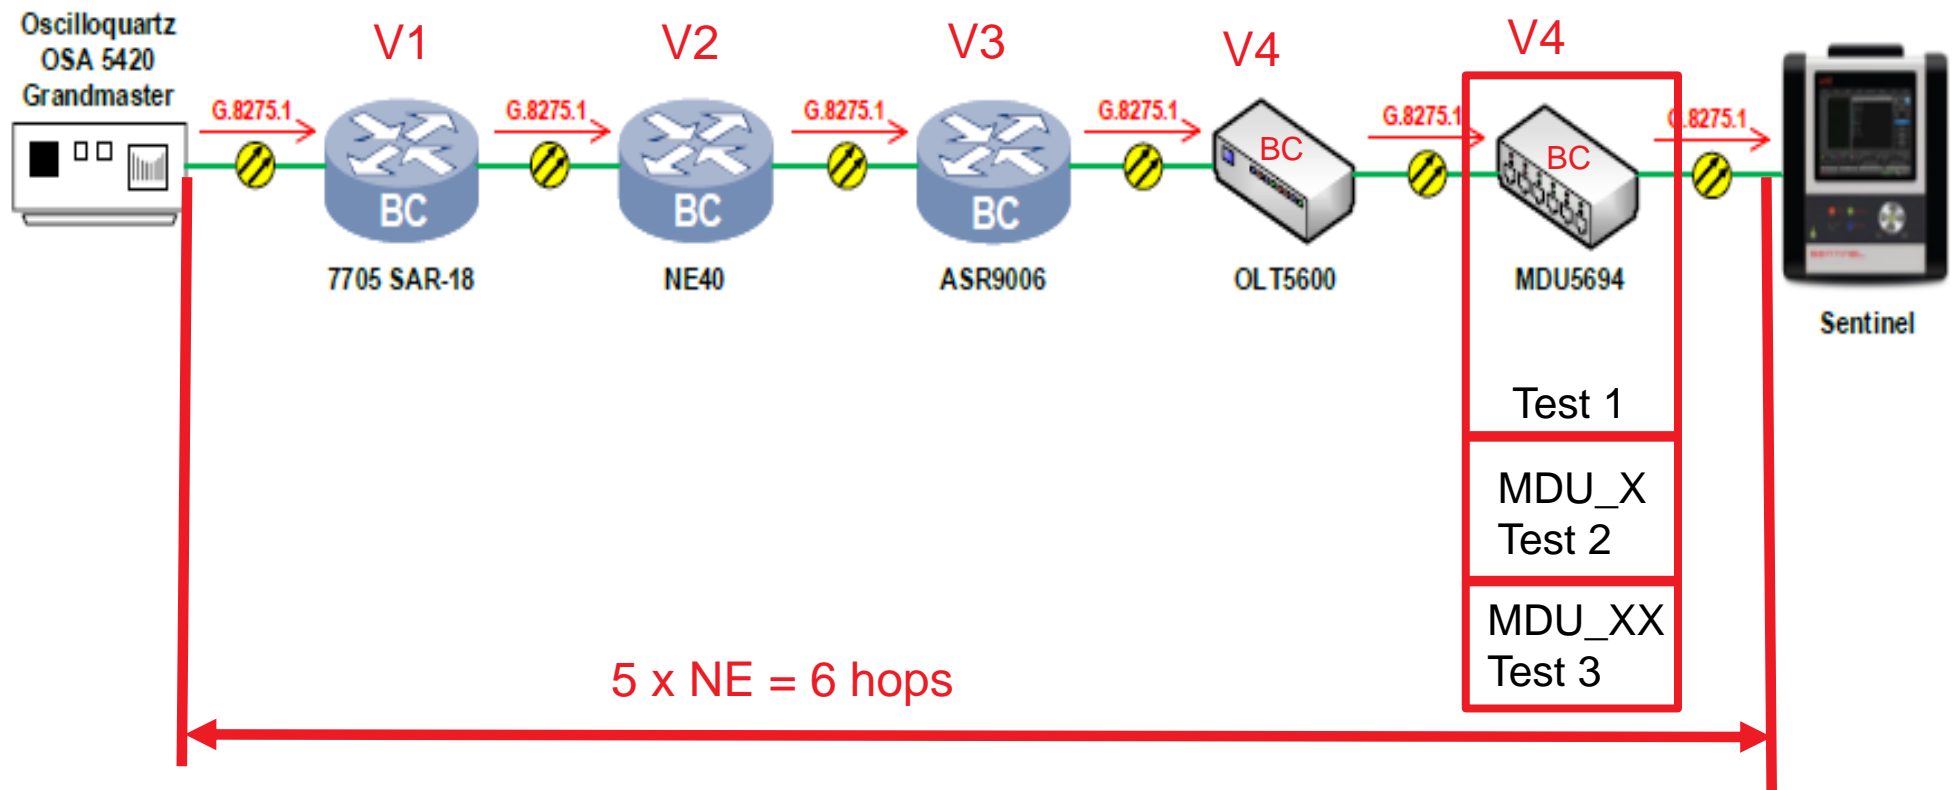 Oscilloquartz
OSA 5420
Grandmaster
V1
V2
V3
V4
V4
G.8275.1
G.8275.1
G.8275.1
G.8275.1
G.8275.1
G.8275.1
BC
BC
BC
BC
BC
7705 SAR-18
NE40
ASR9006
OLT5600
MDU5694
Sentinel
Test 1
MDU_X
Test 2
MDU_XX
Test 3
5 x NE = 6 hops